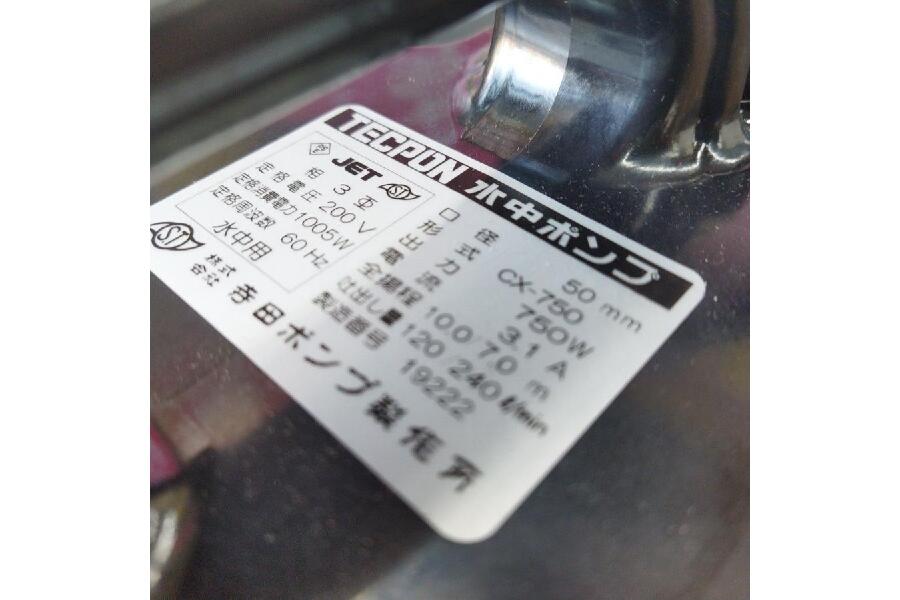 TECPON 水中ポンプ
PS E JET
相 3 Φ
定格電圧 200 V
定格消費電力 1005W
定格周波数 60 Hz
水中用
口径 50 mm
形式 CX-750
出力 750W
電流 3.1 A
全揚程 10.0 / 7.0 m
吐出し量 120 / 240 ℓ/min
製造番号 19222
株式会社 寺田ポンプ製作所